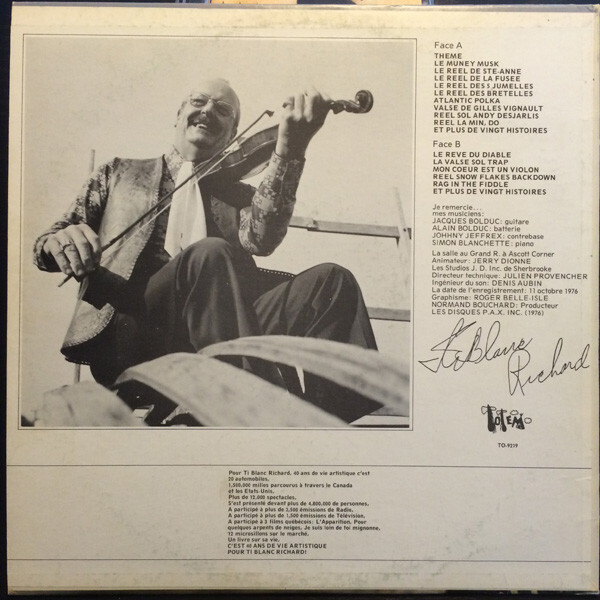 Face A
THEME
LE MUNEY MUSK
LE REEL DE STE-ANNE
LE REEL DE LA FUSEE
LE REEL DES 5 JUMELLES
LE REEL DES BRETELLES
ATLANTIC POLKA
VALSE DE GILLES VIGNAULT
REEL SOL ANDY DESJARLIS
REEL LA MIN. DO
ET PLUS DE VINGT HISTOIRES
Face B
LE REVE DU DIABLE
LA VALSE SOL TRAP
MON COEUR EST UN VIOLON
REEL SNOW FLAKES BACKDOWN
RAG IN THE FIDDLE
ET PLUS DE VINGT HISTOIRES
Je remercie...
mes musiciens:
JACQUES BOLDUC: guitare
ALAIN BOLDUC: batterie
JOHNNY JEFFREX: contrebase
SIMON BLANCHETTE: piano
La salle au Grand R. à Ascott Corner
Animateur: JERRY DIONNE
Les Studios J. D. Inc. de Sherbrooke
Directeur technique: JULIEN PROVENCHER
Ingénieur du son: DENIS AUBIN
La date de l'enregistrement: 11 octobre 1976
Graphisme: ROGER BELLE-ISLE
NORMAND BOUCHARD: Producteur
LES DISQUES P.A.X. INC. (1976)
Ti Blanc
Richard
TOTEM
TO-9219
Pour Ti Blanc Richard, 40 ans de vie artistique c'est
20 automobiles.
1,500,000 milles parcourus à travers le Canada
et les Etats-Unis.
Plus de 12,000 spectacles.
S'est présenté devant plus de 4,800,000 de personnes.
A participé à plus de 3,500 émissions de Radio.
A participé à plus de 1,500 émissions de Télévision.
A participé à 3 films québécois: L'Apparition. Pour
quelques arpents de neiges. Je suis loin de toi mignonne.
12 microsillons sur le marché.
Un livre sur sa vie.
C'EST 40 ANS DE VIE ARTISTIQUE
POUR TI BLANC RICHARD!